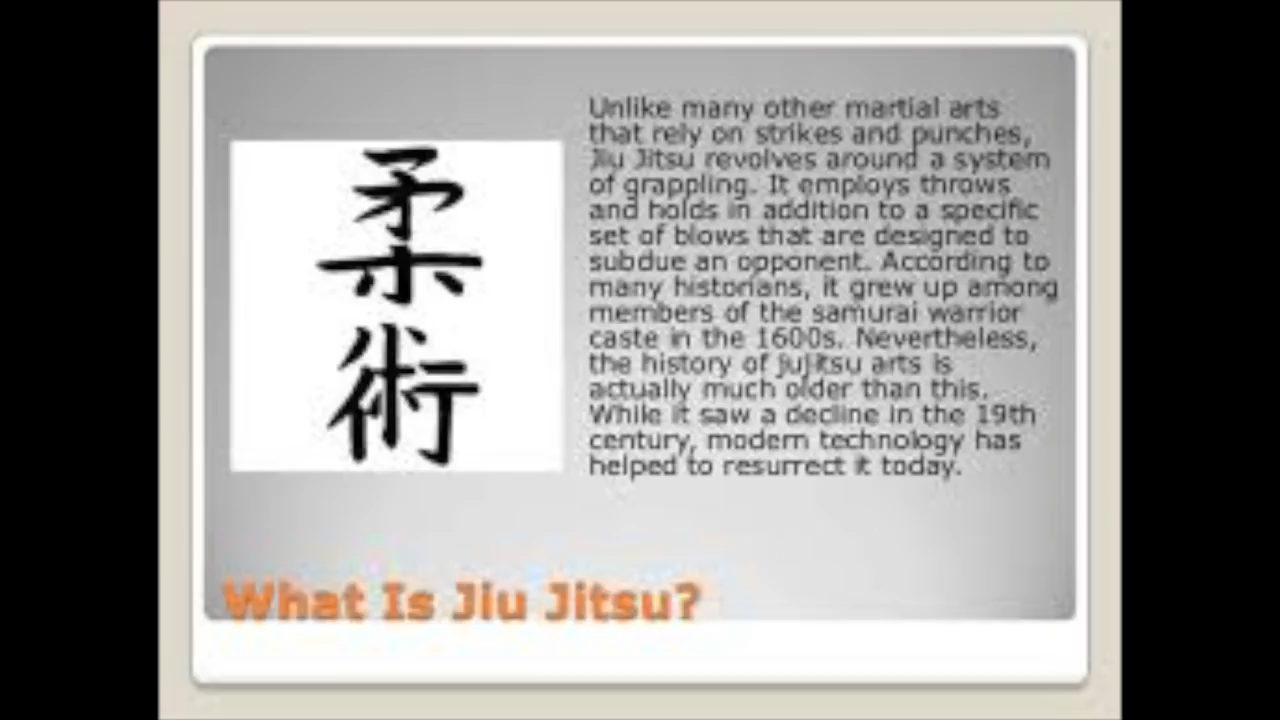 柔
術
Unlike many other martial arts
that rely on strikes and punches,
Jiu Jitsu revolves around a system
of grappling. It employs throws
and holds in addition to a specific
set of blows that are designed to
subdue an opponent. According to
many historians, it grew up among
members of the samurai warrior
caste in the 1600s. Nevertheless,
the history of jujitsu arts is
actually much older than this.
While it saw a decline in the 19th
century, modern technology has
helped to resurrect it today.
What Is Jiu Jitsu?